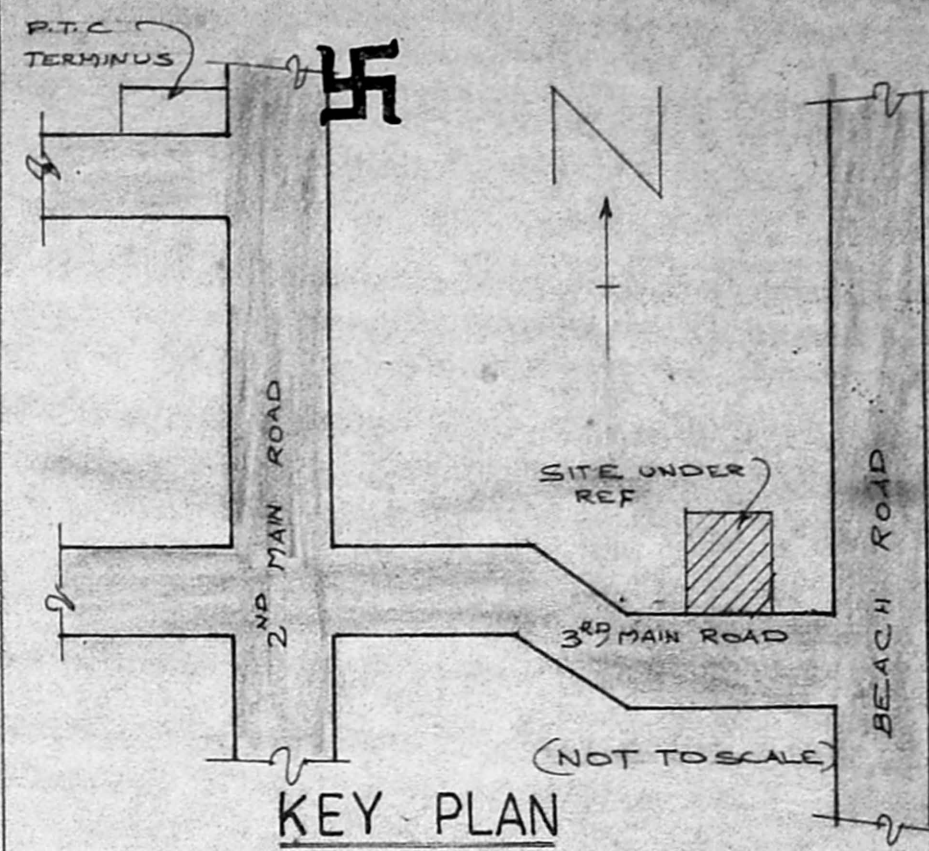 P.T.C
TERMINUS
N
2ND MAIN ROAD
SITE UNDER
REF
3RD MAIN ROAD
BEACH ROAD
(NOT TO SCALE)
KEY PLAN